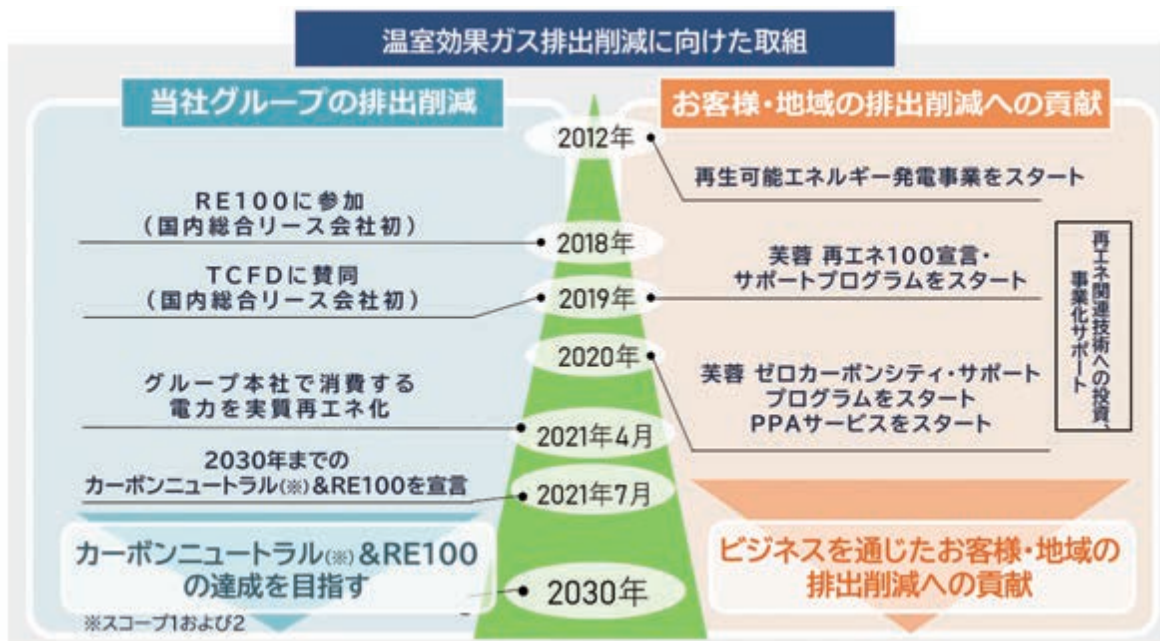 温室効果ガス排出削減に向けた取組
当社グループの排出削減
お客様・地域の排出削減への貢献
2012年
再生可能エネルギー発電事業をスタート
RE100に参加
（国内総合リース会社初）
2018年
TCFDに賛同
（国内総合リース会社初）
2019年
芙蓉 再エネ100宣言・
サポートプログラムをスタート
2020年
芙蓉 ゼロカーボンシティ・サポート
プログラムをスタート
PPAサービスをスタート
再エネ関連技術への投資、
事業化サポート
グループ本社で消費する
電力を実質再エネ化
2021年4月
2030年までの
カーボンニュートラル(※)&RE100を宣言
2021年7月
カーボンニュートラル(※)&RE100
の達成を目指す
2030年
※スコープ1および2
ビジネスを通じたお客様・地域の
排出削減への貢献